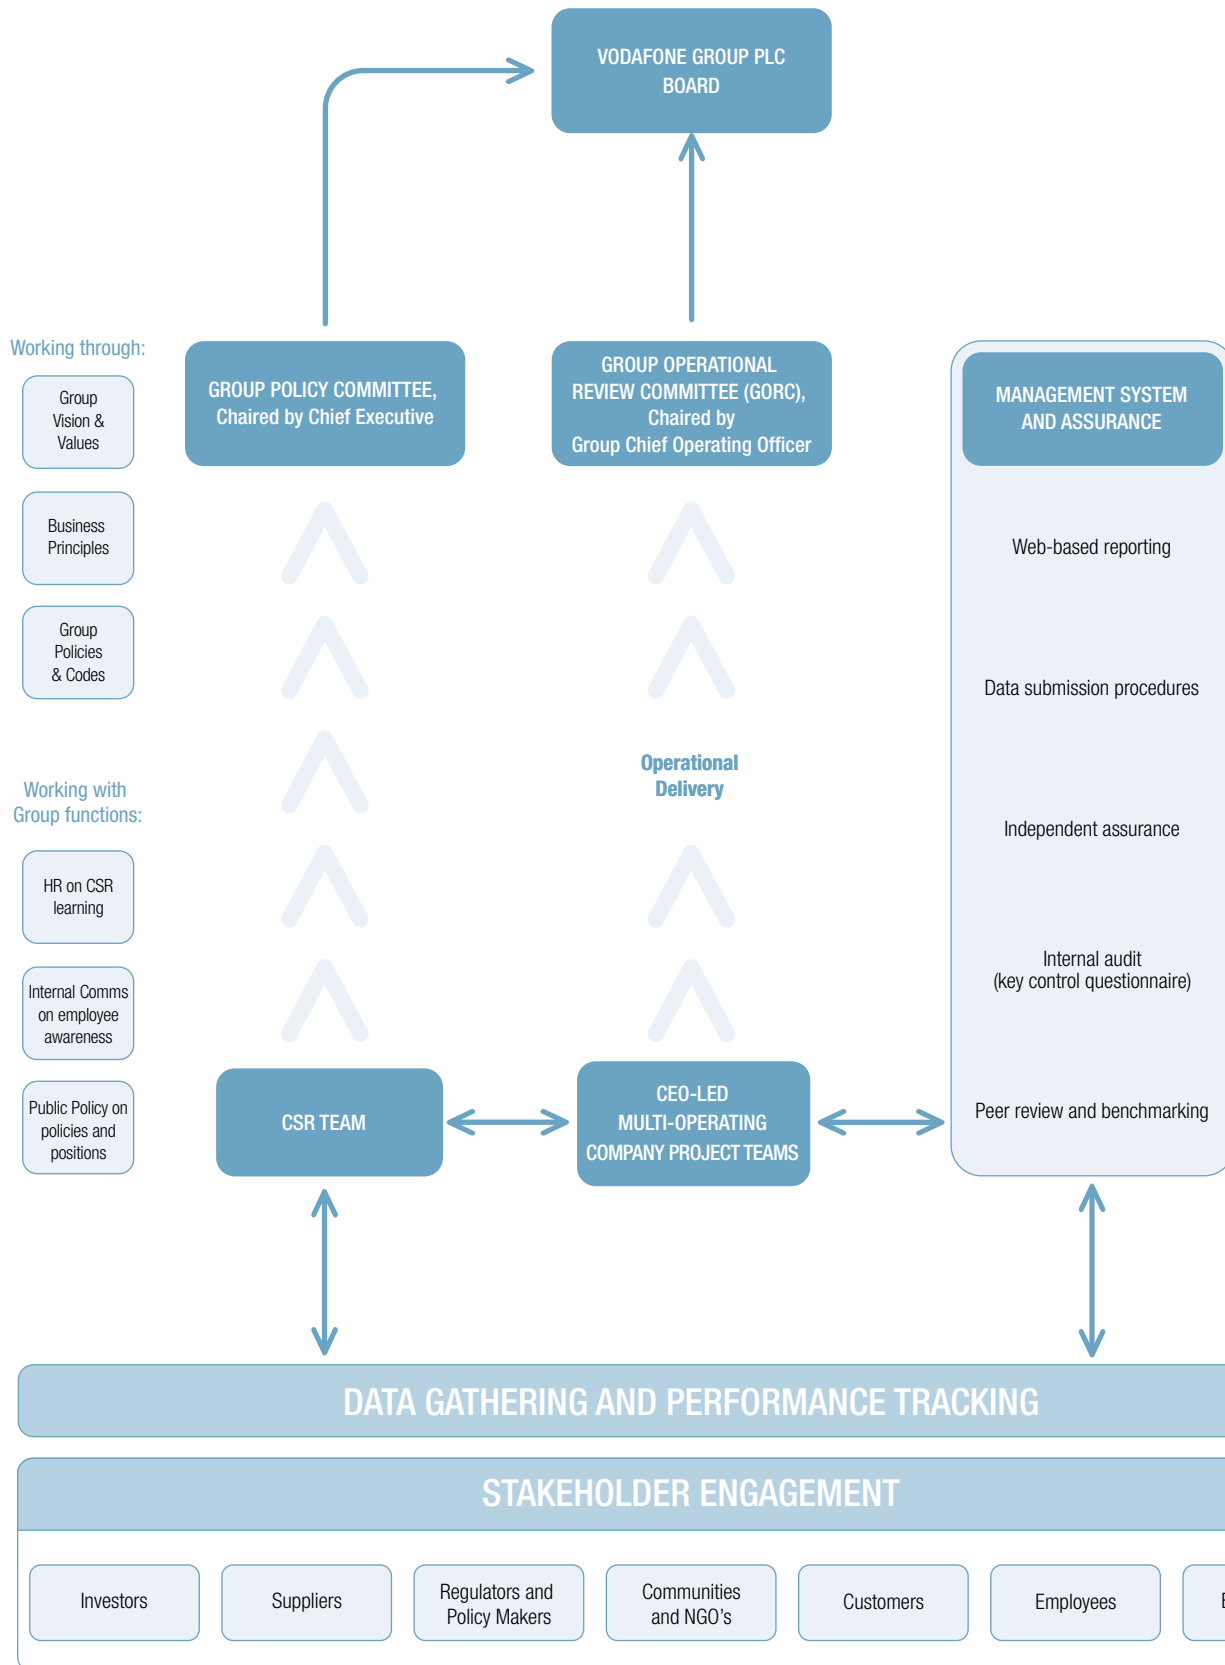 VODAFONE GROUP PLC
BOARD
Working through:
Group
Vision &
Values
Business
Principles
Group
Policies
& Codes
GROUP POLICY COMMITTEE,
Chaired by Chief Executive
GROUP OPERATIONAL
REVIEW COMMITTEE (GORC),
Chaired by
Group Chief Operating Officer
MANAGEMENT SYSTEM
AND ASSURANCE
Web-based reporting
Data submission procedures
Independent assurance
Internal audit
(key control questionnaire)
Peer review and benchmarking
Operational
Delivery
Working with
Group functions:
HR on CSR
learning
Internal Comms
on employee
awareness
Public Policy on
policies and
positions
CSR TEAM
CEO-LED
MULTI-OPERATING
COMPANY PROJECT TEAMS
DATA GATHERING AND PERFORMANCE TRACKING
STAKEHOLDER ENGAGEMENT
Investors
Suppliers
Regulators and
Policy Makers
Communities
and NGO's
Customers
Employees